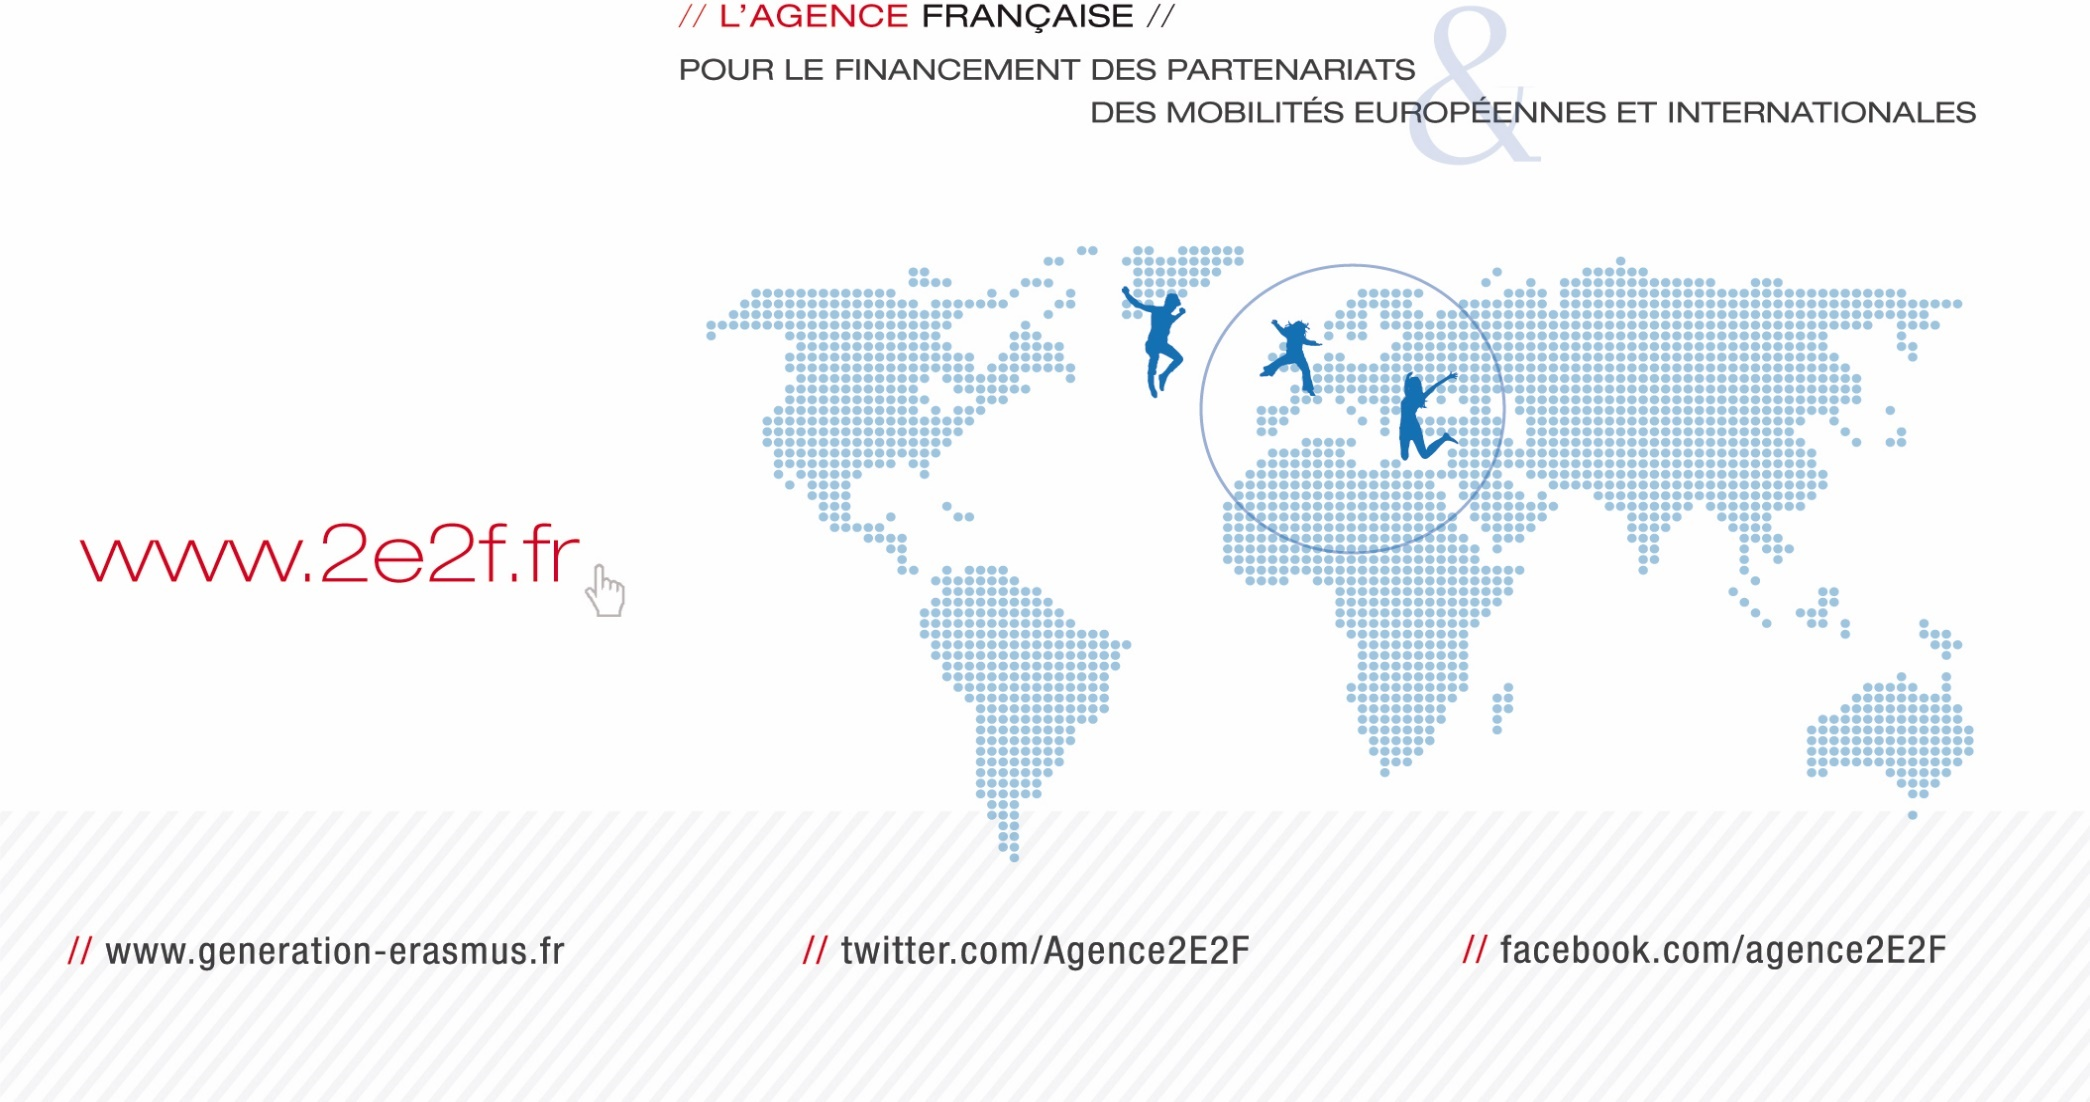 // L'AGENCE FRANÇAISE //
POUR LE FINANCEMENT DES PARTENARIATS
&
DES MOBILITÉS EUROPÉENNES ET INTERNATIONALES
www.2e2f.fr
// www.generation-erasmus.fr
// twitter.com/Agence2E2F
// facebook.com/agence2E2F